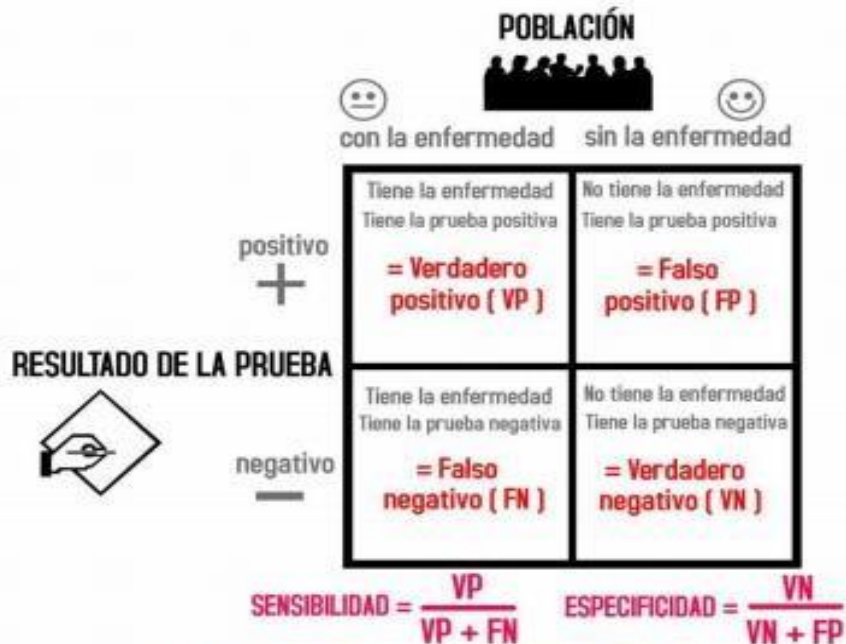 POBLACIÓN
con la enfermedad sin la enfermedad
Tiene la enfermedad
Tiene la prueba positiva
= Verdadero
positivo ( VP )
No tiene la enfermedad
Tiene la prueba positiva
= Falso
positivo ( FP )
positivo
+
RESULTADO DE LA PRUEBA
negativo
−
Tiene la enfermedad
Tiene la prueba negativa
= Falso
negativo ( FN )
No tiene la enfermedad
Tiene la prueba negativa
= Verdadero
negativo ( VN )
SENSIBILIDAD = VP
VP + FN
ESPECIFICIDAD = VN
VN + FP